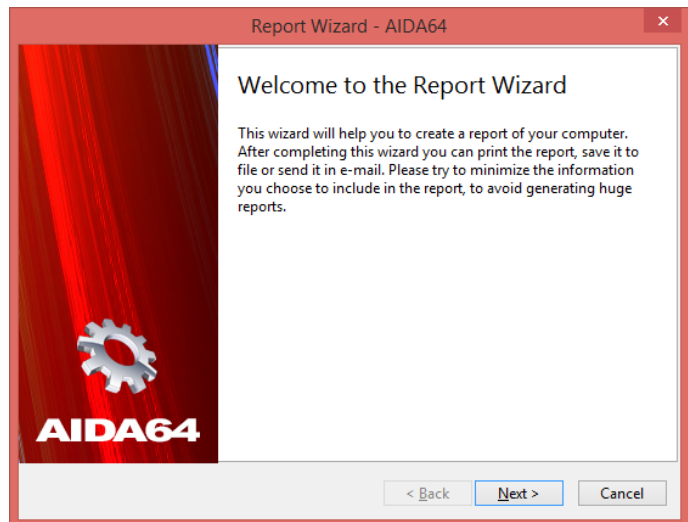 Report Wizard - AIDA64
Welcome to the Report Wizard
This wizard will help you to create a report of your computer.
After completing this wizard you can print the report, save it to
file or send it in e-mail. Please try to minimize the information
you choose to include in the report, to avoid generating huge
reports.
AIDA64
< Back
Next >
Cancel